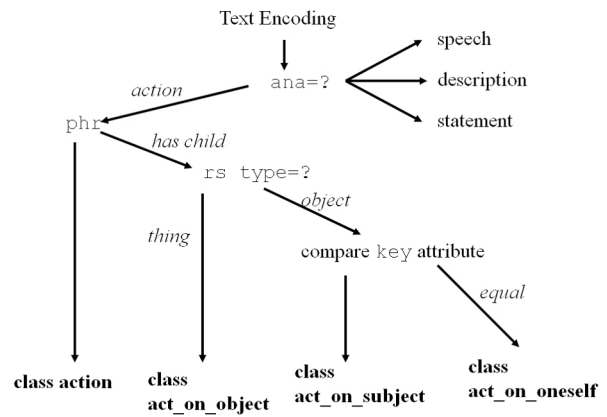 Text Encoding
speech
ana=?
description
action
statement
phr
has child
rs type=?
object
thing
compare key attribute
equal
class action
class
act_on_object
class
act_on_subject
class
act_on_oneself